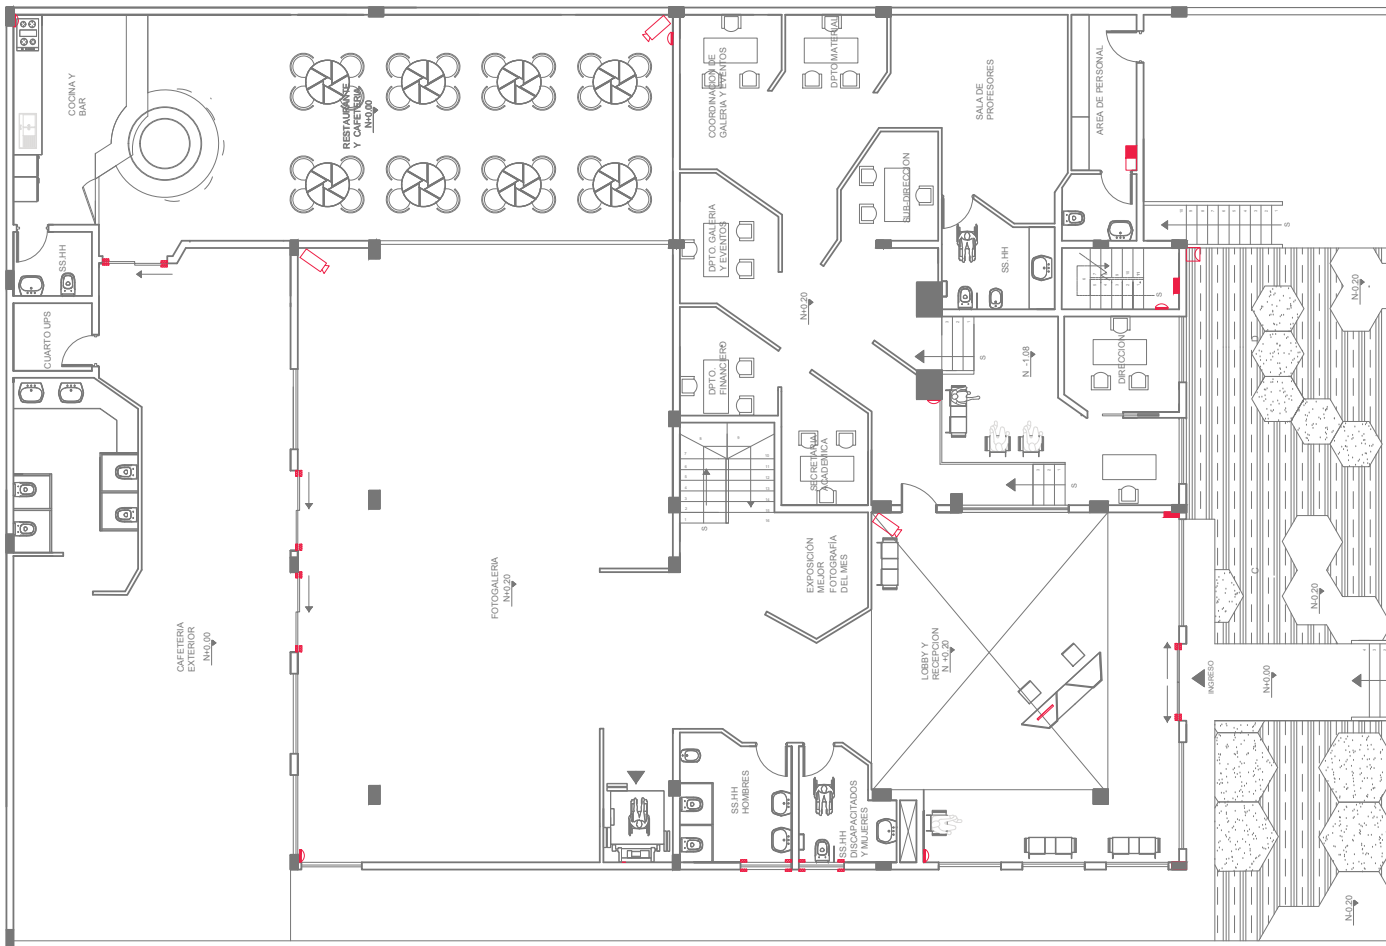 COCINA Y
BAR
RESTAURANTE
Y CAFETERIA
N+0.00
COORDINACION DE
GALERIA Y EVENTOS
DPTO MATERIAL
SALA DE
PROFESORES
AREA DE PERSONAL
SUB-DIRECCION
DPTO. GALERIA
Y EVENTOS
SS.HH
SS.HH
S
N+0.20
N-0.20
CUARTO UPS
DPTO.
FINANCIERO
S
S
N -1.08
DIRECCION
D
SECRETARIA
ACADEMICA
S
S
EXPOSICIÓN
MEJOR
FOTOGRAFÍA
DEL MES
FOTOGALERIA
N+0.20
C
N-0.20
CAFETERIA
EXTERIOR
N+0.00
LOBBY Y
RECEPCION
N +0.20
INGRESO
N+0.00
SS.HH
HOMBRES
SS.HH
DISCAPACITADOS
Y MUJERES
N-0.20